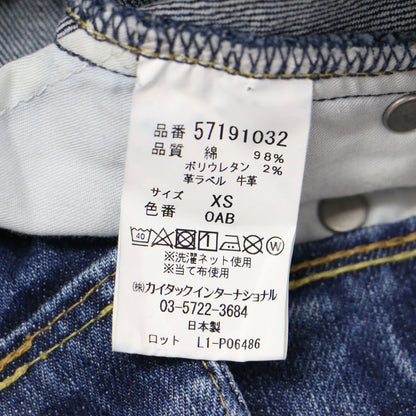 品番 57191032
品質 綿 98%
ポリウレタン 2%
革ラベル 牛革
サイズ XS
色番 0AB
40 1 W
※洗濯ネット使用
※当て布使用
㈱カイタックインターナショナル
03-5722-3684
日本製
ロット L1-P06486